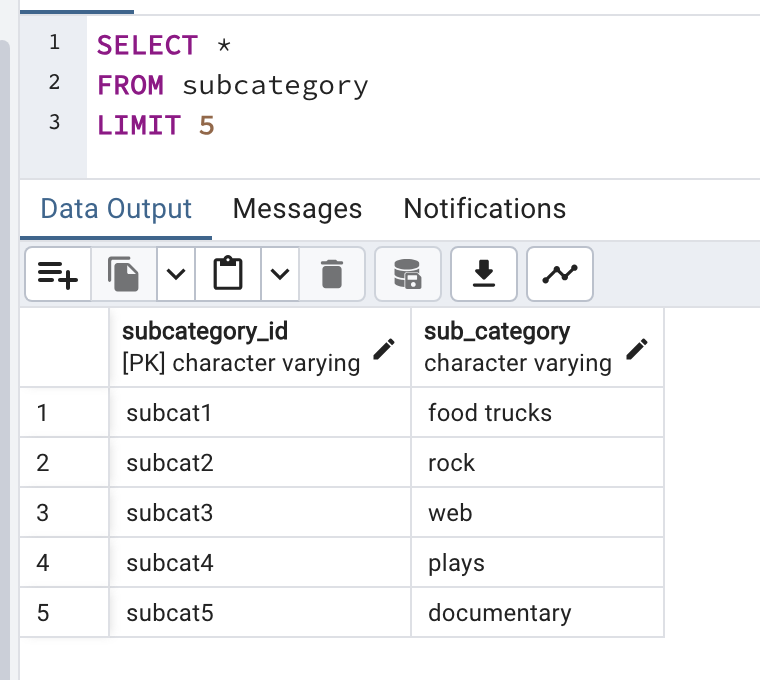 1 SELECT *
2 FROM subcategory
3 LIMIT 5
Data Output Messages Notifications
subcategory_id sub_category
[PK] character varying character varying
1 subcat1 food trucks
2 subcat2 rock
3 subcat3 web
4 subcat4 plays
5 subcat5 documentary